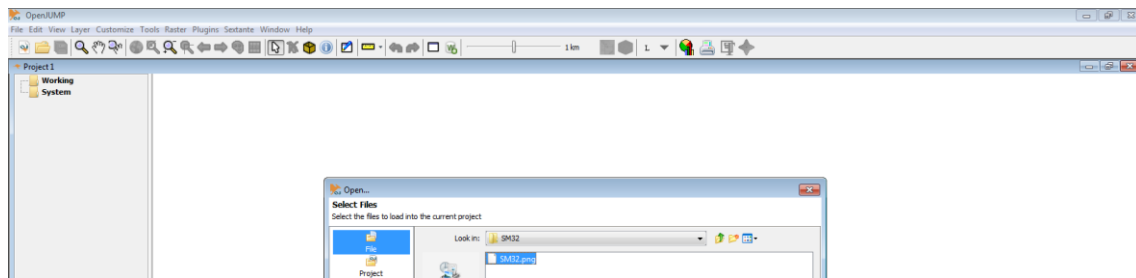 OpenJUMP
File Edit View Layer Customize Tools Raster Plugins Sextante Window Help
1 km
L
Project 1
Working
System
Open...
Select Files
Select the files to load into the current project
File
Look in: SM32
Project
SM32.png